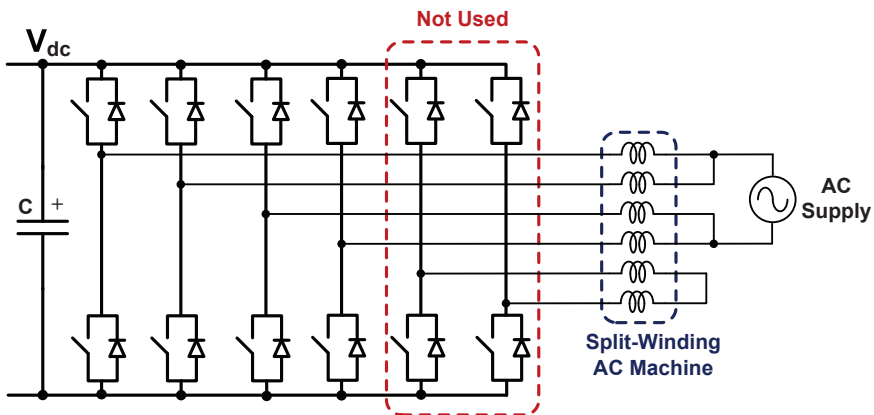 Not Used
Vdc
C +
AC
Supply
Split-Winding
AC Machine